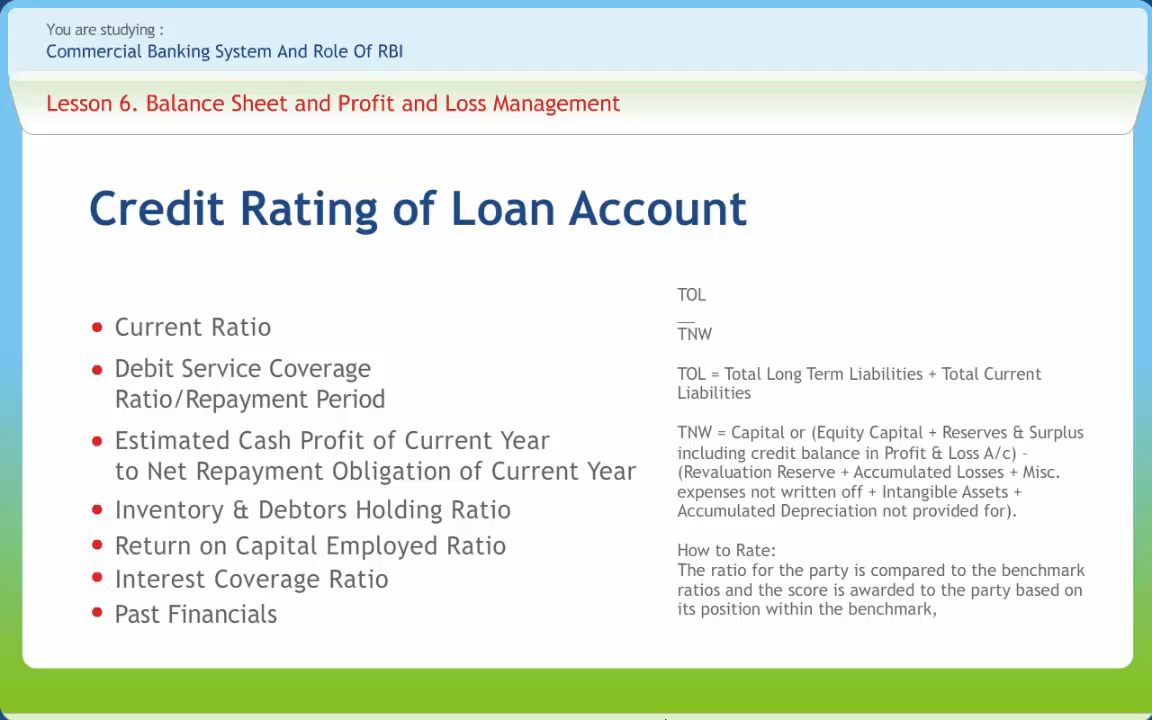 You are studying :
Commercial Banking System And Role Of RBI
Lesson 6. Balance Sheet and Profit and Loss Management
Credit Rating of Loan Account
• Current Ratio
• Debit Service Coverage
Ratio/Repayment Period
• Estimated Cash Profit of Current Year
to Net Repayment Obligation of Current Year
• Inventory & Debtors Holding Ratio
• Return on Capital Employed Ratio
• Interest Coverage Ratio
• Past Financials
TOL
__
TNW
TOL = Total Long Term Liabilities + Total Current
Liabilities
TNW = Capital or (Equity Capital + Reserves & Surplus
including credit balance in Profit & Loss A/c) -
(Revaluation Reserve + Accumulated Losses + Misc.
expenses not written off + Intangible Assets +
Accumulated Depreciation not provided for).
How to Rate:
The ratio for the party is compared to the benchmark
ratios and the score is awarded to the party based on
its position within the benchmark,